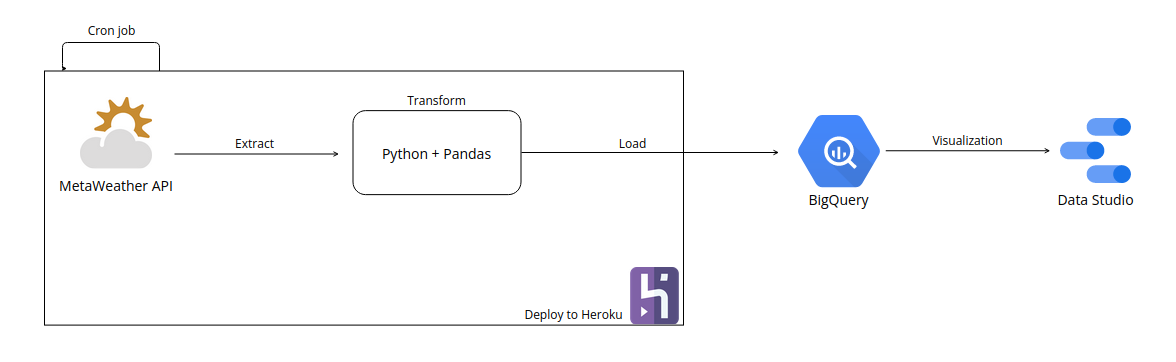 Cron job
Transform
Extract
Python + Pandas
Load
Visualization
MetaWeather API
BigQuery
Data Studio
Deploy to Heroku